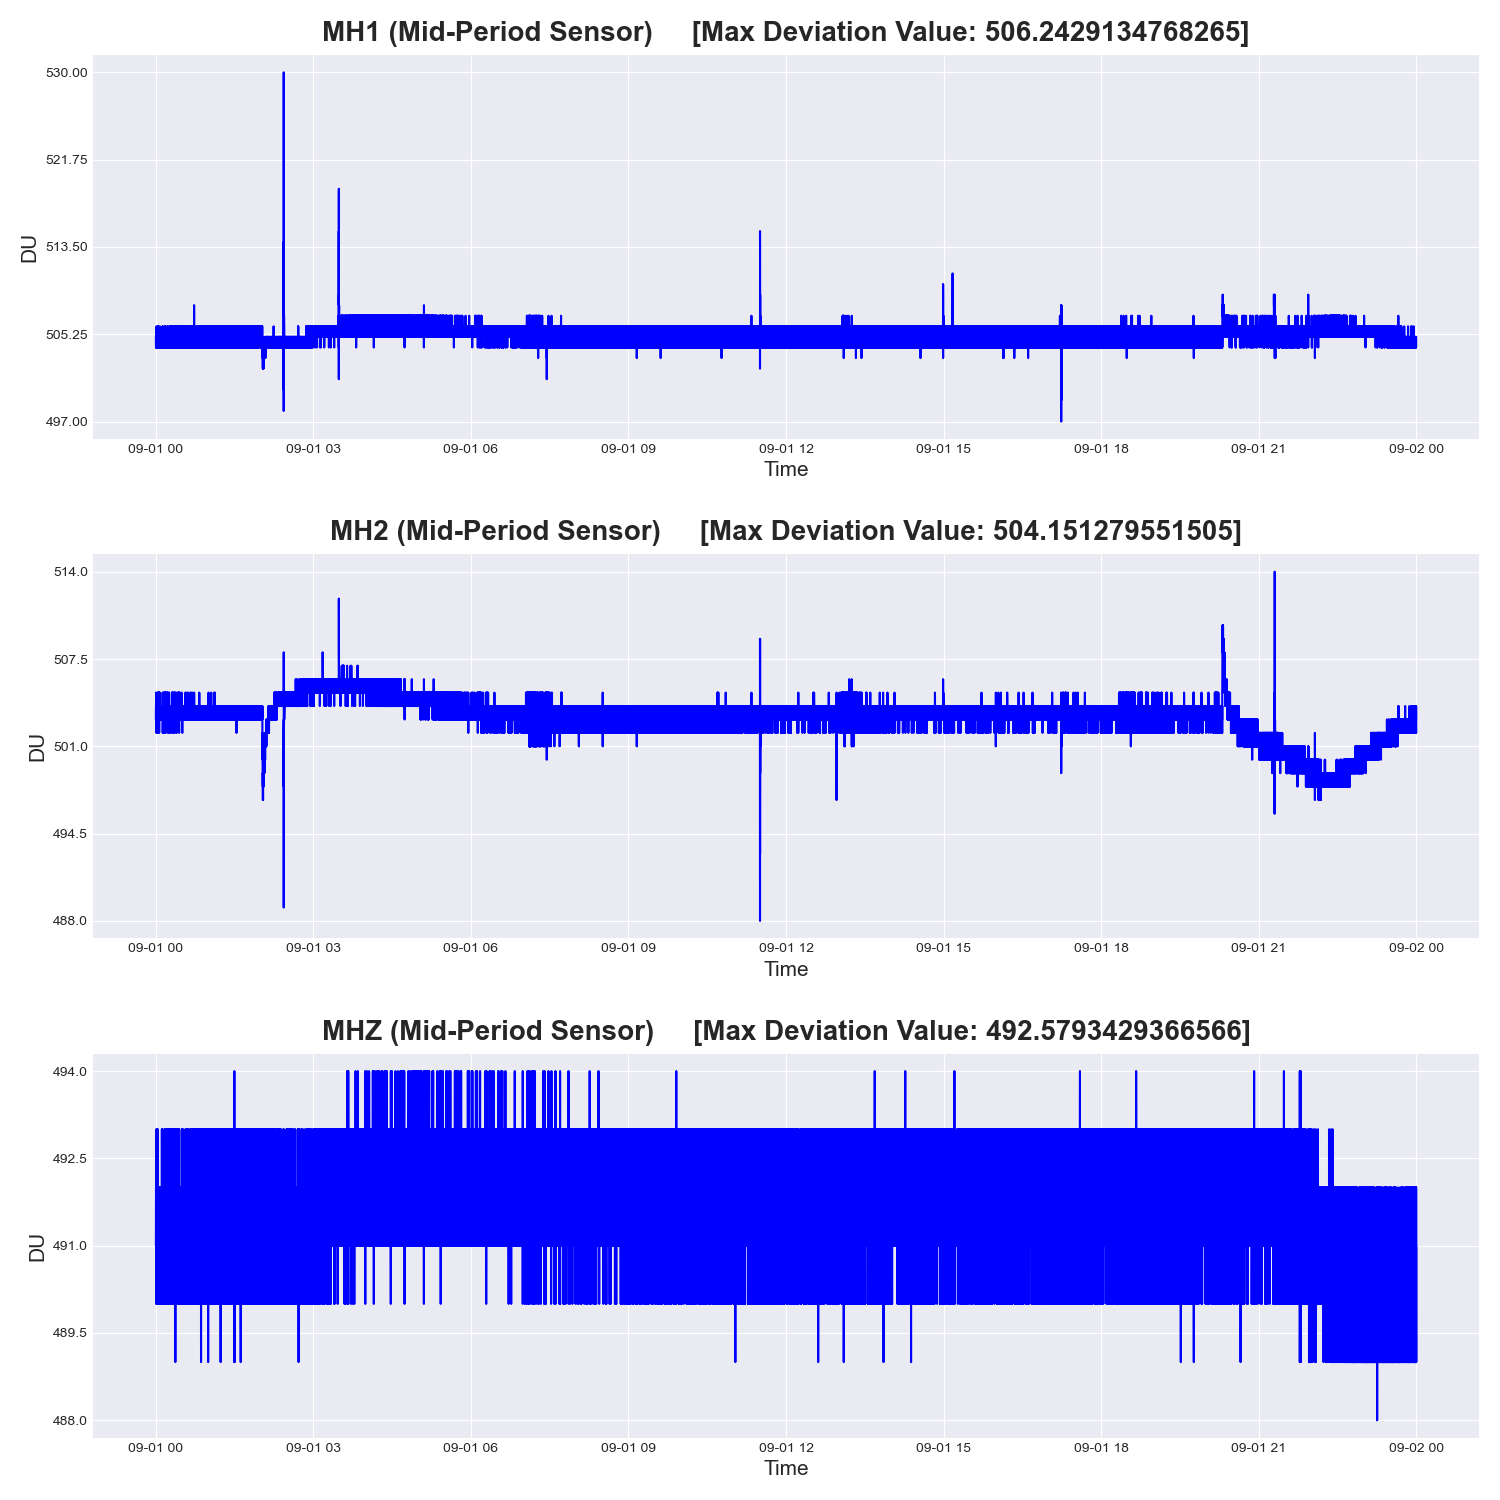 MH1 (Mid-Period Sensor) [Max Deviation Value: 506.2429134768265]
530.00
521.75
513.50
505.25
497.00
DU
09-01 00 09-01 03 09-01 06 09-01 09 09-01 12 09-01 15 09-01 18 09-01 21 09-02 00
Time
MH2 (Mid-Period Sensor) [Max Deviation Value: 504.151279551505]
514.0
507.5
501.0
494.5
488.0
DU
09-01 00 09-01 03 09-01 06 09-01 09 09-01 12 09-01 15 09-01 18 09-01 21 09-02 00
Time
MHZ (Mid-Period Sensor) [Max Deviation Value: 492.5793429366566]
494.0
492.5
491.0
489.5
488.0
DU
09-01 00 09-01 03 09-01 06 09-01 09 09-01 12 09-01 15 09-01 18 09-01 21 09-02 00
Time